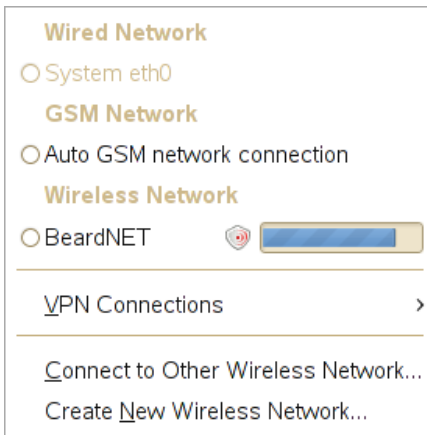 Wired Network
System eth0
GSM Network
Auto GSM network connection
Wireless Network
BeardNET
VPN Connections
Connect to Other Wireless Network...
Create New Wireless Network...